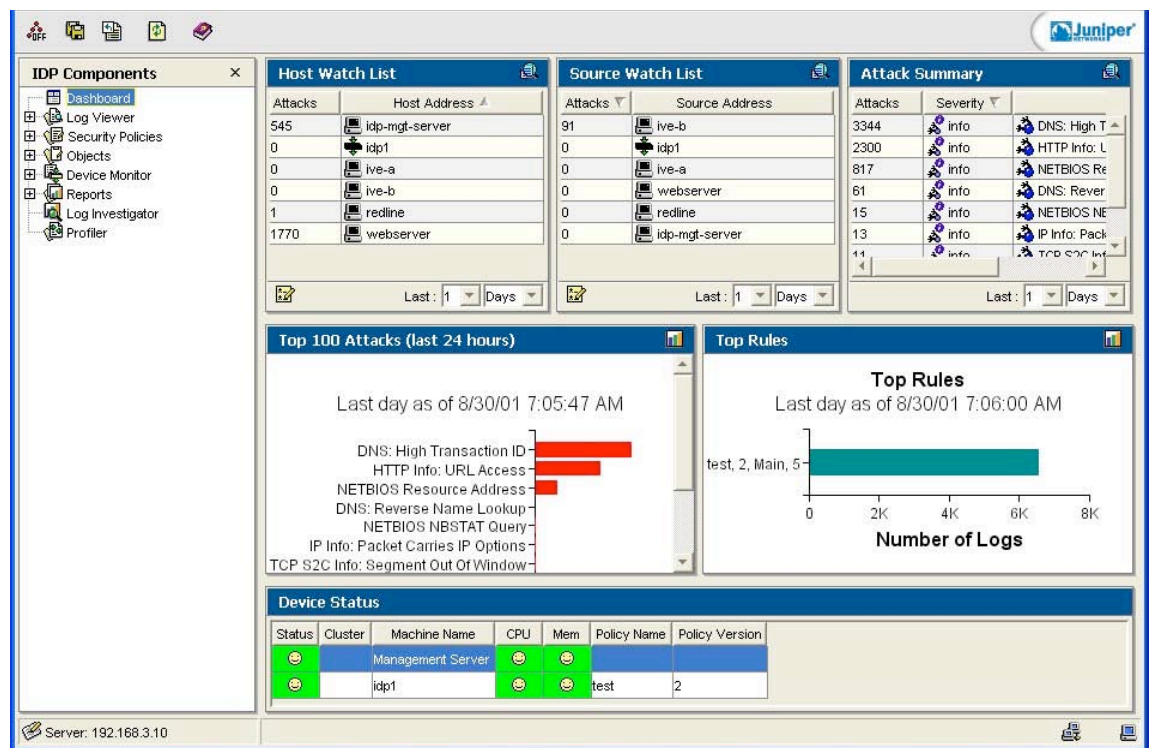 OFF
Juniper
NETWORKS
IDP Components ×
Dashboard
Log Viewer
Security Policies
Objects
Device Monitor
Reports
Log Investigator
Profiler
Host Watch List
Attacks Host Address
545 idp-mgt-server
0 idp1
0 ive-a
0 ive-b
1 redline
1770 webserver
Last: 1 Days
Source Watch List
Attacks Source Address
91 ive-b
0 idp1
0 ive-a
0 webserver
0 redline
0 idp-mgt-server
Last: 1 Days
Attack Summary
Attacks Severity
3344 info DNS: High T
2300 info HTTP Info: U
817 info NETBIOS Re
61 info DNS: Rever
15 info NETBIOS NB
13 info IP Info: Pack
11 info TCP S2C Inf
Last: 1 Days
Top 100 Attacks (last 24 hours)
Last day as of 8/30/01 7:05:47 AM
DNS: High Transaction ID
HTTP Info: URL Access
NETBIOS Resource Address
DNS: Reverse Name Lookup
NETBIOS NBSTAT Query
IP Info: Packet Carries IP Options
TCP S2C Info: Segment Out Of Window
Top Rules
Top Rules
Last day as of 8/30/01 7:06:00 AM
test, 2, Main, 5
0 2K 4K 6K 8K
Number of Logs
Device Status
Status Cluster Machine Name CPU Mem Policy Name Policy Version
Management Server
idp1 test 2
Server: 192.168.3.10